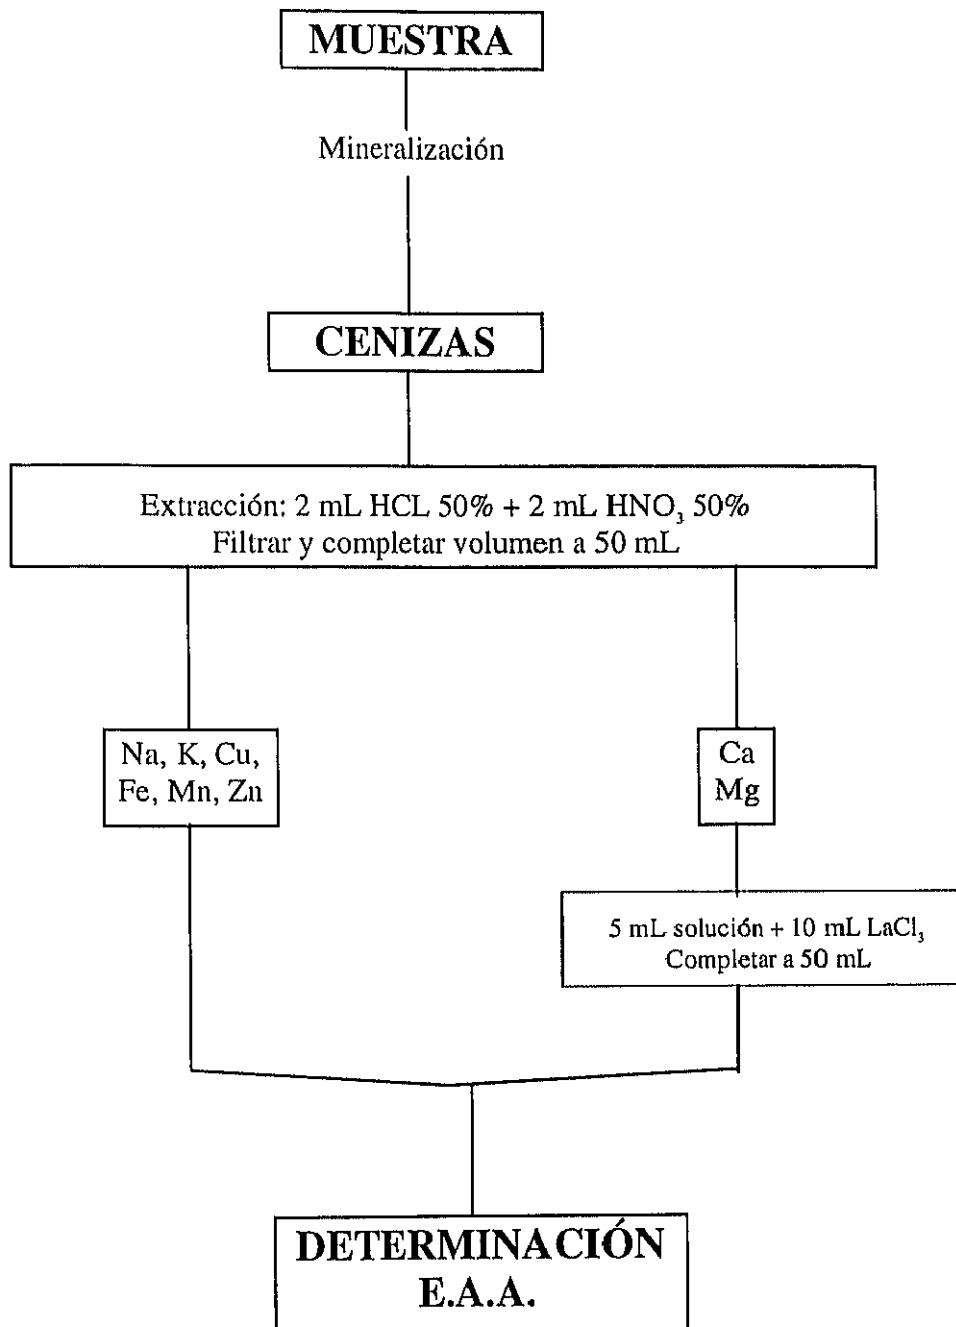 MUESTRA
Mineralización
CENIZAS
Extracción: 2 mL HCL 50% + 2 mL HNO₃ 50%
Filtrar y completar volumen a 50 mL
Na, K, Cu,
Fe, Mn, Zn
Ca
Mg
5 mL solución + 10 mL LaCl₃
Completar a 50 mL
DETERMINACIÓN
E.A.A.